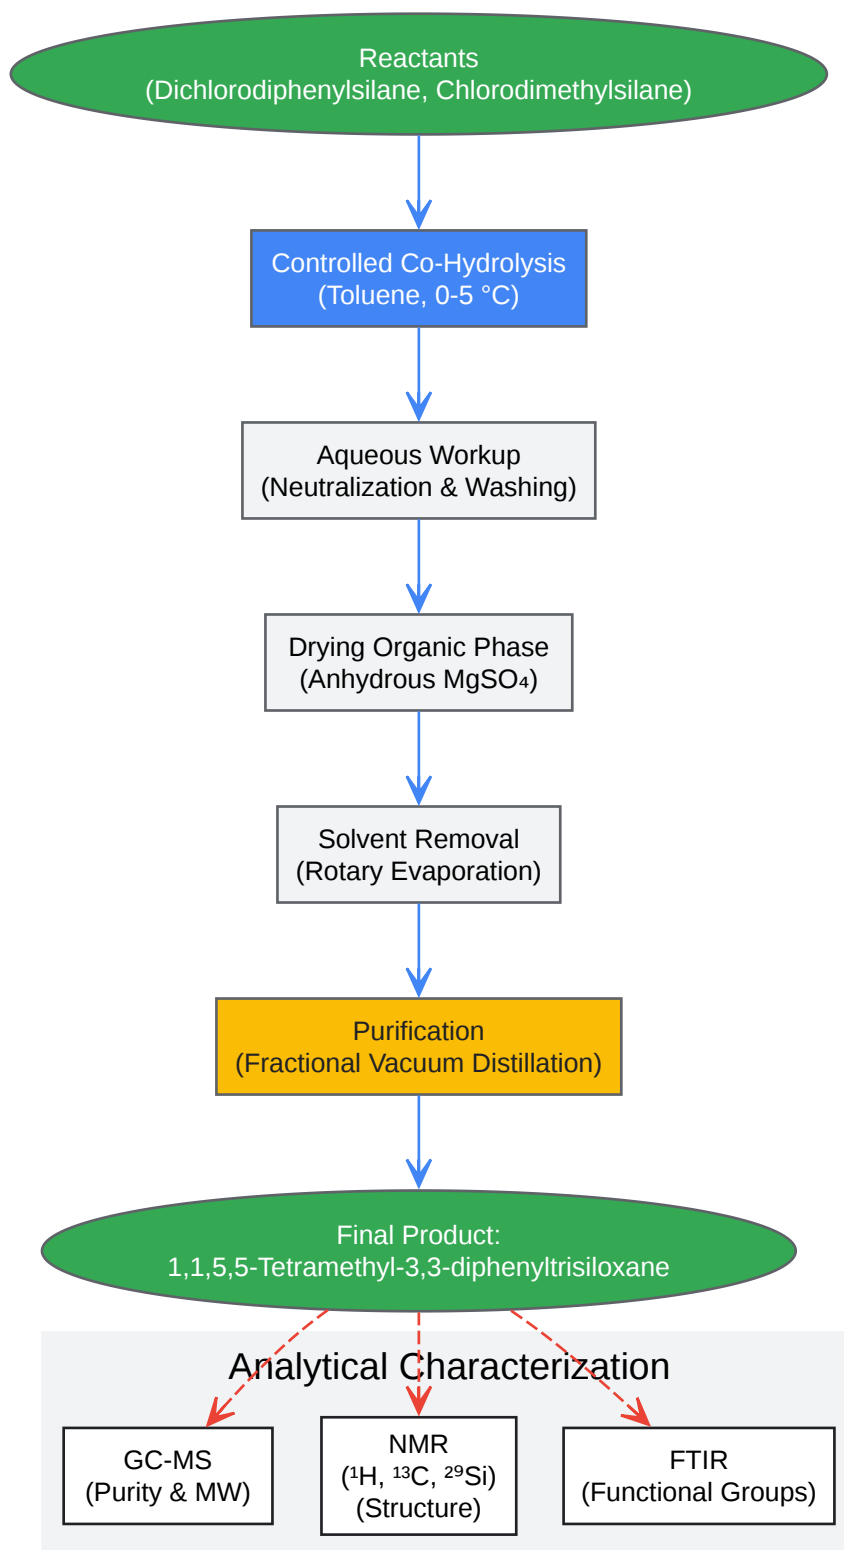 Reactants
(Dichlorodiphenylsilane, Chlorodimethylsilane)
Controlled Co-Hydrolysis
(Toluene, 0-5 °C)
Aqueous Workup
(Neutralization & Washing)
Drying Organic Phase
(Anhydrous MgSO₄)
Solvent Removal
(Rotary Evaporation)
Purification
(Fractional Vacuum Distillation)
Final Product:
1,1,5,5-Tetramethyl-3,3-diphenyltrisiloxane
Analytical Characterization
GC-MS
(Purity & MW)
NMR
(¹H, ¹³C, ²⁹Si)
(Structure)
FTIR
(Functional Groups)